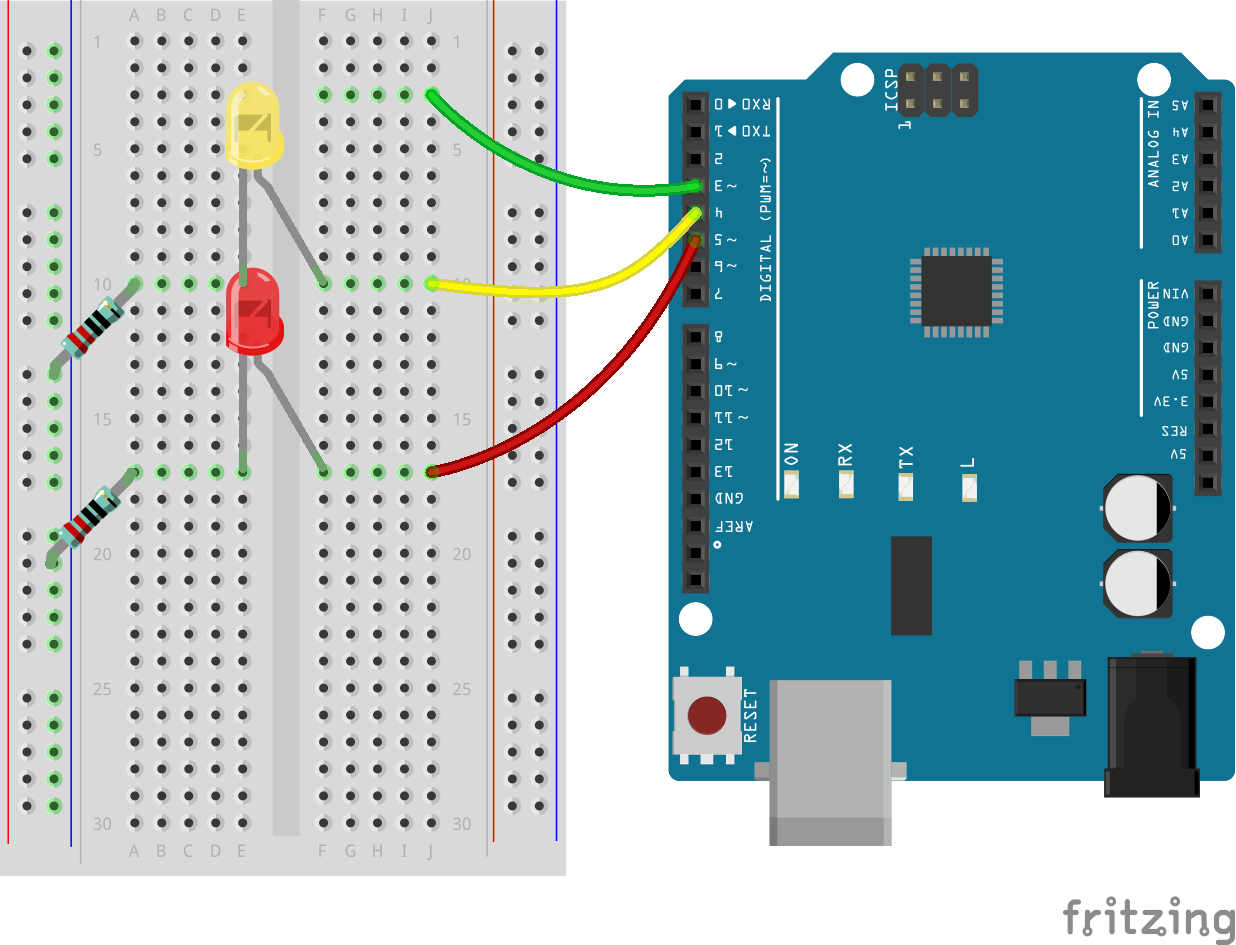 A B C D E F G H I J
1 1
5 5
10 10
15 15
20 20
25 25
30 30
A B C D E F G H I J
ICSP
1
0 ◀ RXD
1 ▶ TXD
2
3 ~
4
5 ~
6 ~
7
DIGITAL (PWM=~)
8
9 ~
10 ~
11 ~
12
13
GND
AREF
ANALOG IN
A5
A4
A3
A2
A1
A0
POWER
VIN
GND
GND
5V
3.3V
RES
5V
ON
RX
TX
L
RESET
fritzing